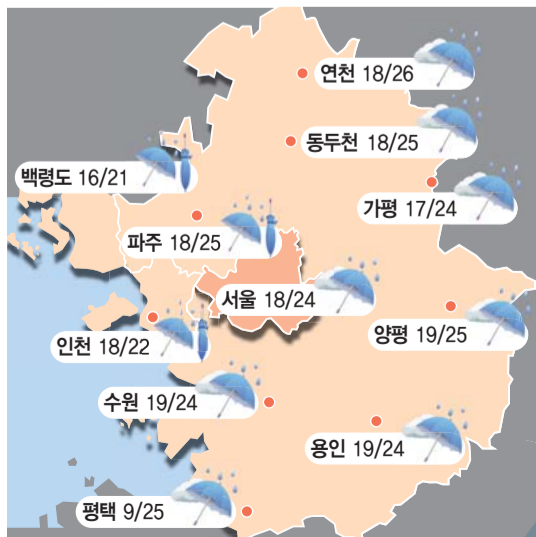 연천 18/26
동두천 18/25
백령도 16/21
가평 17/24
파주 18/25
서울 18/24
양평 19/25
인천 18/22
수원 19/24
용인 19/24
평택 9/25